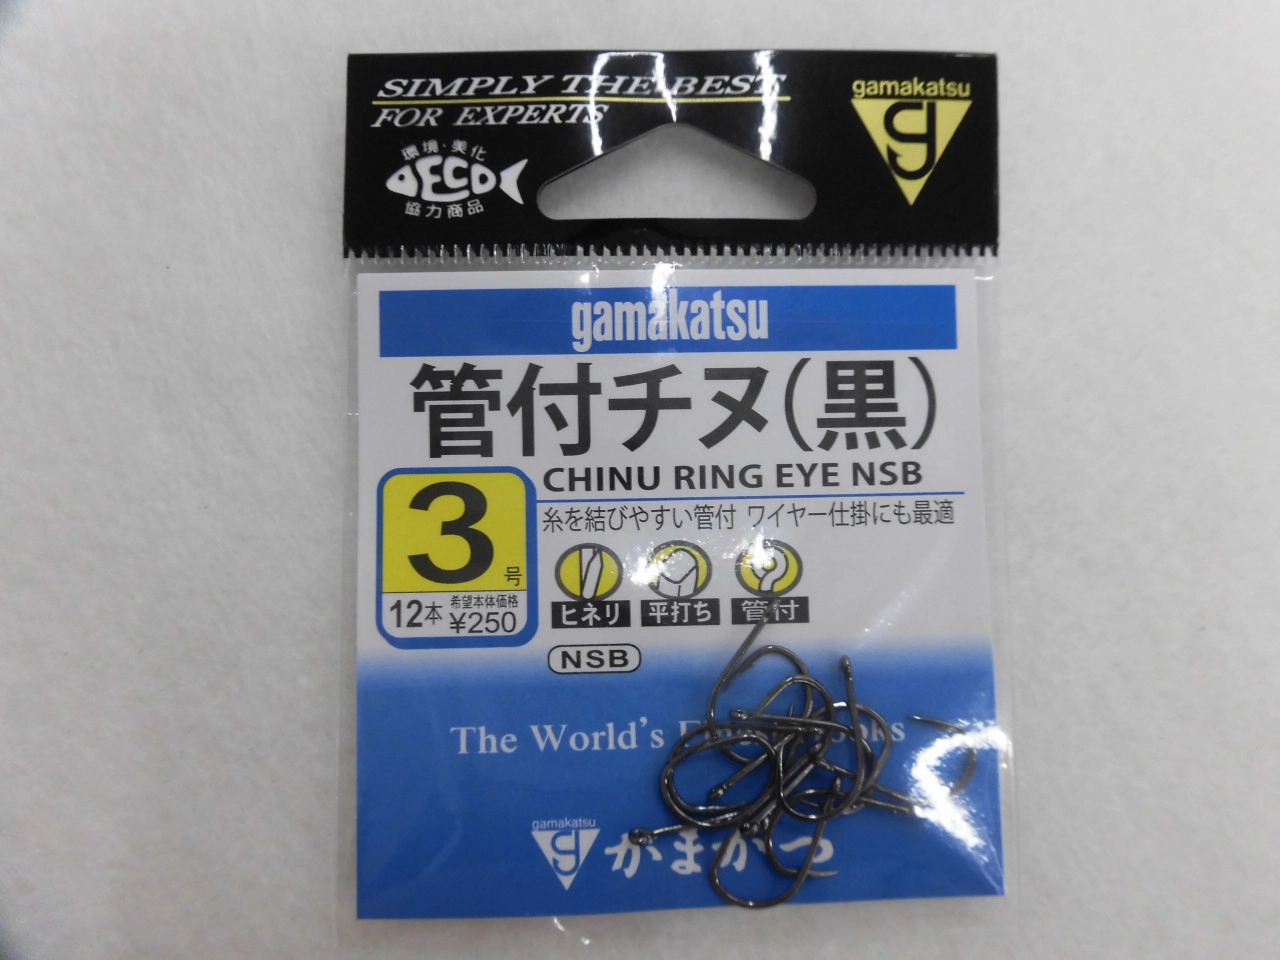 SIMPLY THE BEST
FOR EXPERTS
gamakatsu
環境・美化
ECO
協力商品
gamakatsu
管付チヌ(黒)
CHINU RING EYE NSB
糸を結びやすい管付 ワイヤー仕掛にも最適
3号
12本 希望本体価格 ¥250
ヒネリ 平打ち 管付
NSB
The World's Finest Hooks
gamakatsu
がまかつ